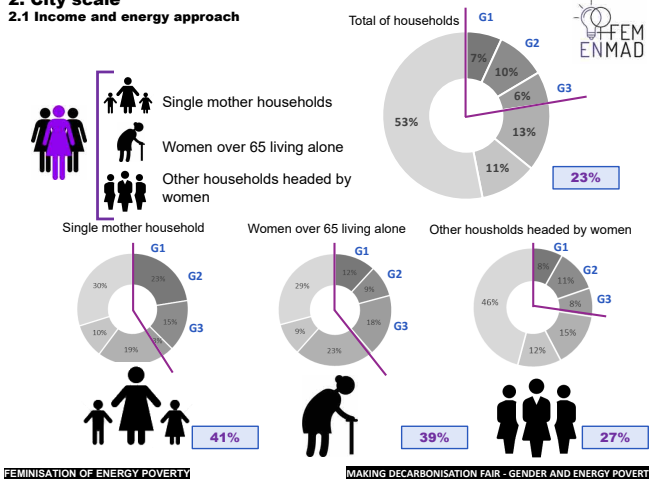 2. City scale
2.1 Income and energy approach
FEM
ENMAD
Single mother households
Women over 65 living alone
Other households headed by
women
Total of households
G1
G2
G3
7%
10%
6%
13%
11%
53%
23%
Single mother household
G1
G2
G3
23%
15%
19%
10%
30%
41%
Women over 65 living alone
G1
G2
G3
12%
9%
18%
23%
9%
29%
39%
Other housholds headed by women
G1
G2
G3
8%
11%
8%
15%
12%
46%
27%
FEMINISATION OF ENERGY POVERTY
MAKING DECARBONISATION FAIR - GENDER AND ENERGY POVERT